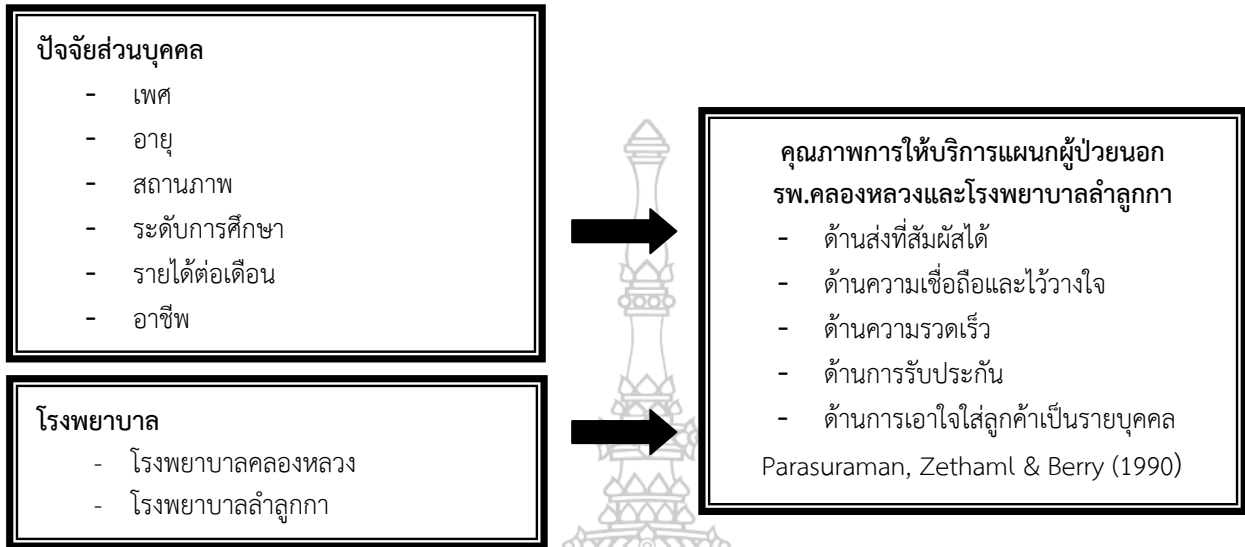 ปัจจัยส่วนบุคคล
- เพศ
- อายุ
- สถานภาพ
- ระดับการศึกษา
- รายได้ต่อเดือน
- อาชีพ
โรงพยาบาล
- โรงพยาบาลคลองหลวง
- โรงพยาบาลลำลูกกา
คุณภาพการให้บริการแผนกผู้ป่วยนอก
รพ.คลองหลวงและโรงพยาบาลลำลูกกา
- ด้านส่งที่สัมผัสได้
- ด้านความเชื่อถือและไว้วางใจ
- ด้านความรวดเร็ว
- ด้านการรับประกัน
- ด้านการเอาใจใส่ลูกค้าเป็นรายบุคคล
Parasuraman, Zethaml & Berry (1990)